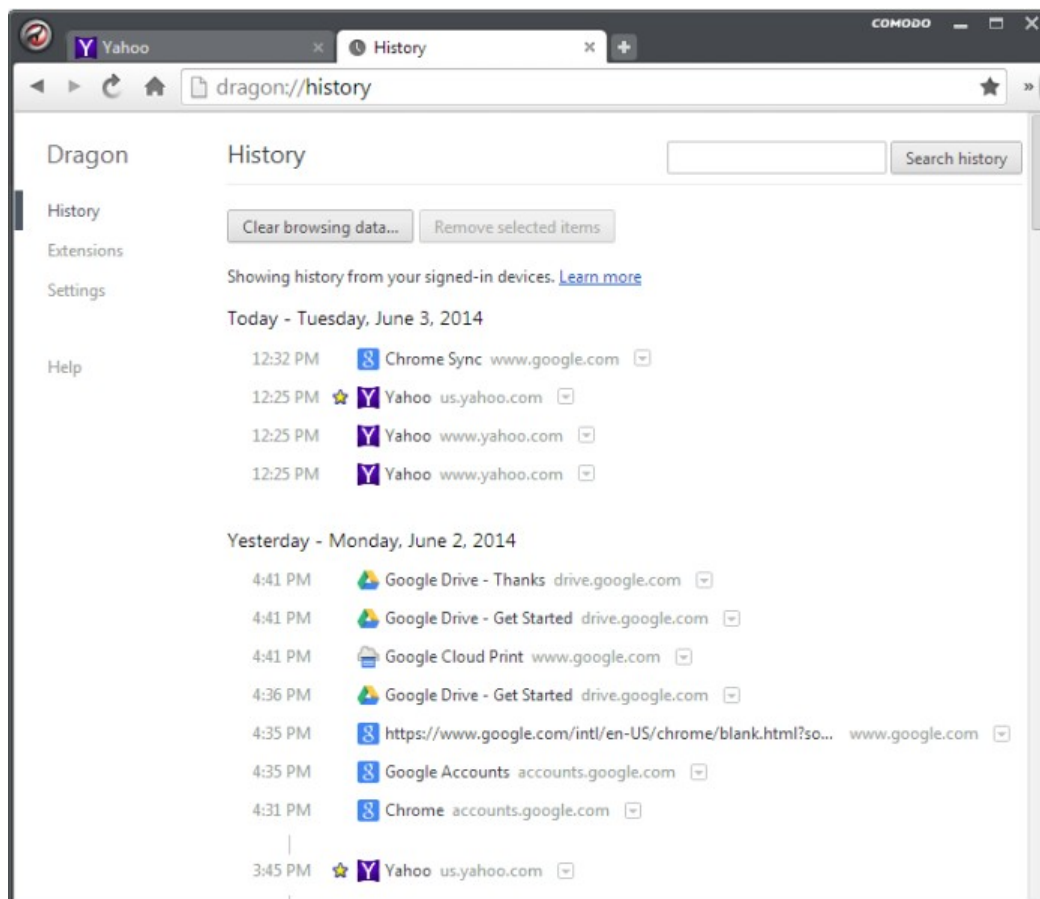 COMODO
Yahoo
History
dragon://history
Dragon
History
Search history
History
Extensions
Settings
Help
Clear browsing data...
Remove selected items
Showing history from your signed-in devices. Learn more
Today - Tuesday, June 3, 2014
12:32 PM Chrome Sync www.google.com
12:25 PM Yahoo us.yahoo.com
12:25 PM Yahoo www.yahoo.com
12:25 PM Yahoo www.yahoo.com
Yesterday - Monday, June 2, 2014
4:41 PM Google Drive - Thanks drive.google.com
4:41 PM Google Drive - Get Started drive.google.com
4:41 PM Google Cloud Print www.google.com
4:36 PM Google Drive - Get Started drive.google.com
4:35 PM https://www.google.com/intl/en-US/chrome/blank.html?so... www.google.com
4:35 PM Google Accounts accounts.google.com
4:31 PM Chrome accounts.google.com
3:45 PM Yahoo us.yahoo.com